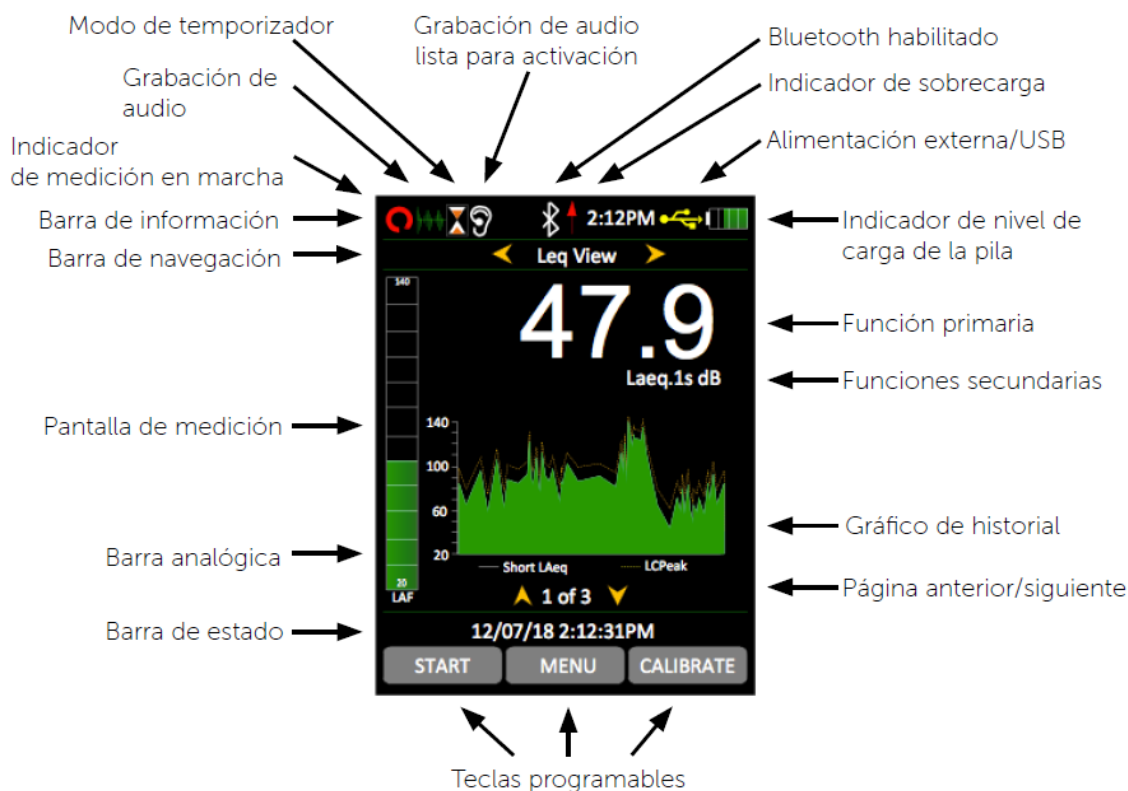 Modo de temporizador
Grabación de audio
lista para activación
Bluetooth habilitado
Grabación de
audio
Indicador de sobrecarga
Indicador
de medición en marcha
Alimentación externa/USB
Barra de información
2:12PM
Indicador de nivel de
carga de la pila
Barra de navegación
Leq View
140
47.9
Función primaria
Laeq.1s dB
Funciones secundarias
Pantalla de medición
140
100
60
20
Gráfico de historial
Barra analógica
Short LAeq
LCPeak
20
LAF
1 of 3
Página anterior/siguiente
Barra de estado
12/07/18 2:12:31PM
START
MENU
CALIBRATE
Teclas programables